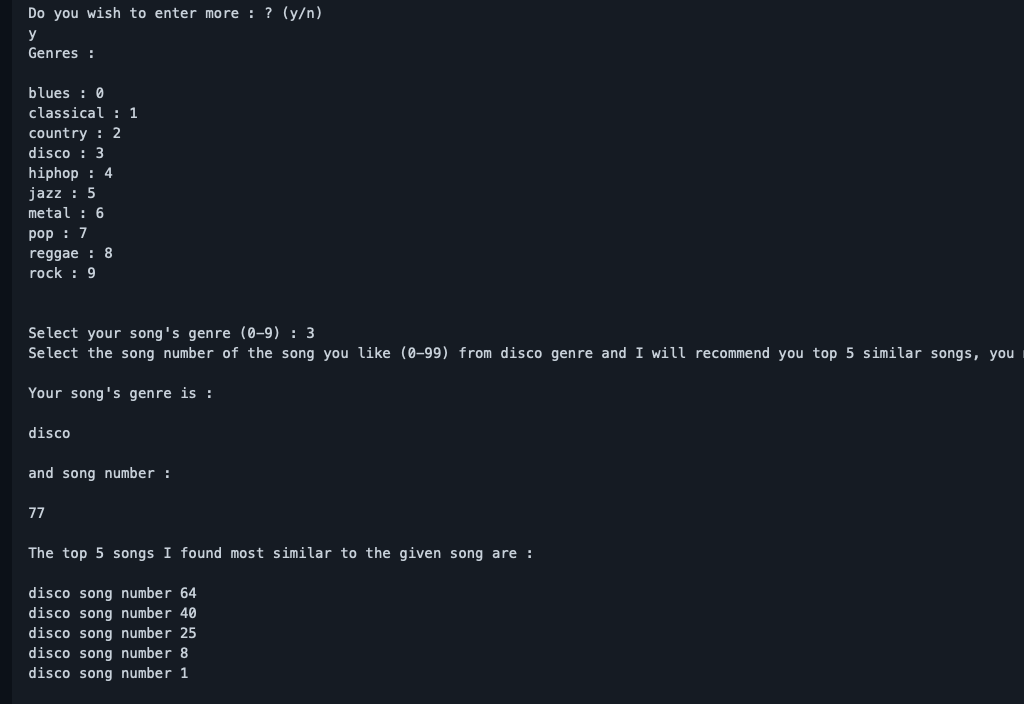 Do you wish to enter more : ? (y/n)
y
Genres :
blues : 0
classical : 1
country : 2
disco : 3
hiphop : 4
jazz : 5
metal : 6
pop : 7
reggae : 8
rock : 9
Select your song's genre (0-9) : 3
Select the song number of the song you like (0-99) from disco genre and I will recommend you top 5 similar songs, you
Your song's genre is :
disco
and song number :
77
The top 5 songs I found most similar to the given song are :
disco song number 64
disco song number 40
disco song number 25
disco song number 8
disco song number 1